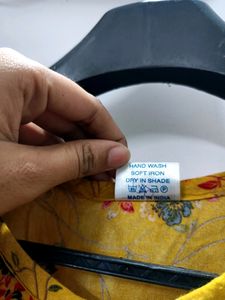 HAND WASH
SOFT IRON
DRY IN SHADE
MADE IN INDIA